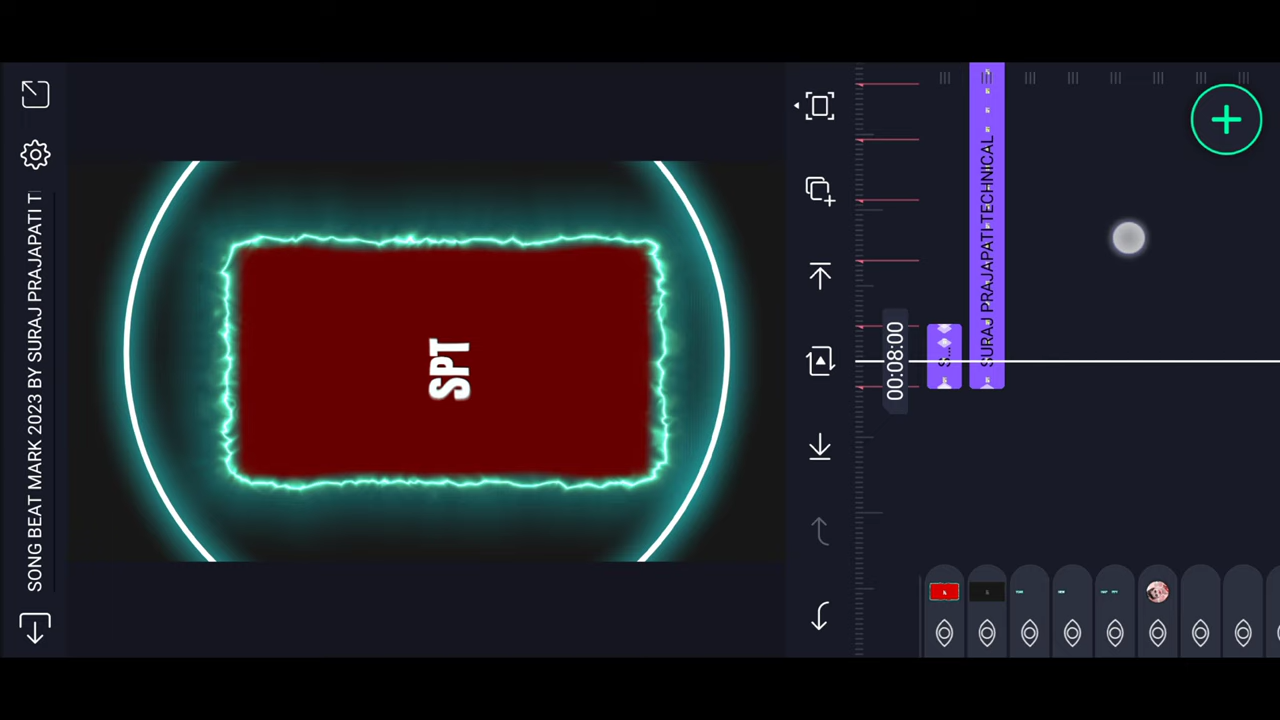 SONG BEAT MARK 2023 BY SURAJ PRAJAPATI T
SPT
00:08:00
S...
SURAJ PRAJAPATI TECHNICAL